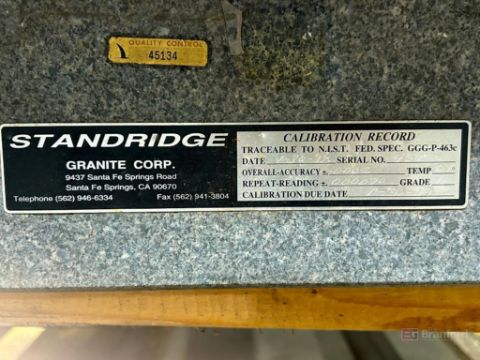 QUALITY CONTROL
45134
STANDRIDGE
GRANITE CORP.
9437 Santa Fe Springs Road
Santa Fe Springs, CA 90670
Telephone (562) 946-6334 Fax (562) 941-3804
CALIBRATION RECORD
TRACEABLE TO N.I.S.T. FED. SPEC. GGG-P-463c
DATE SERIAL NO.
OVERALL-ACCURACY ± TEMP °
REPEAT-READING ± GRADE
CALIBRATION DUE DATE
Branford